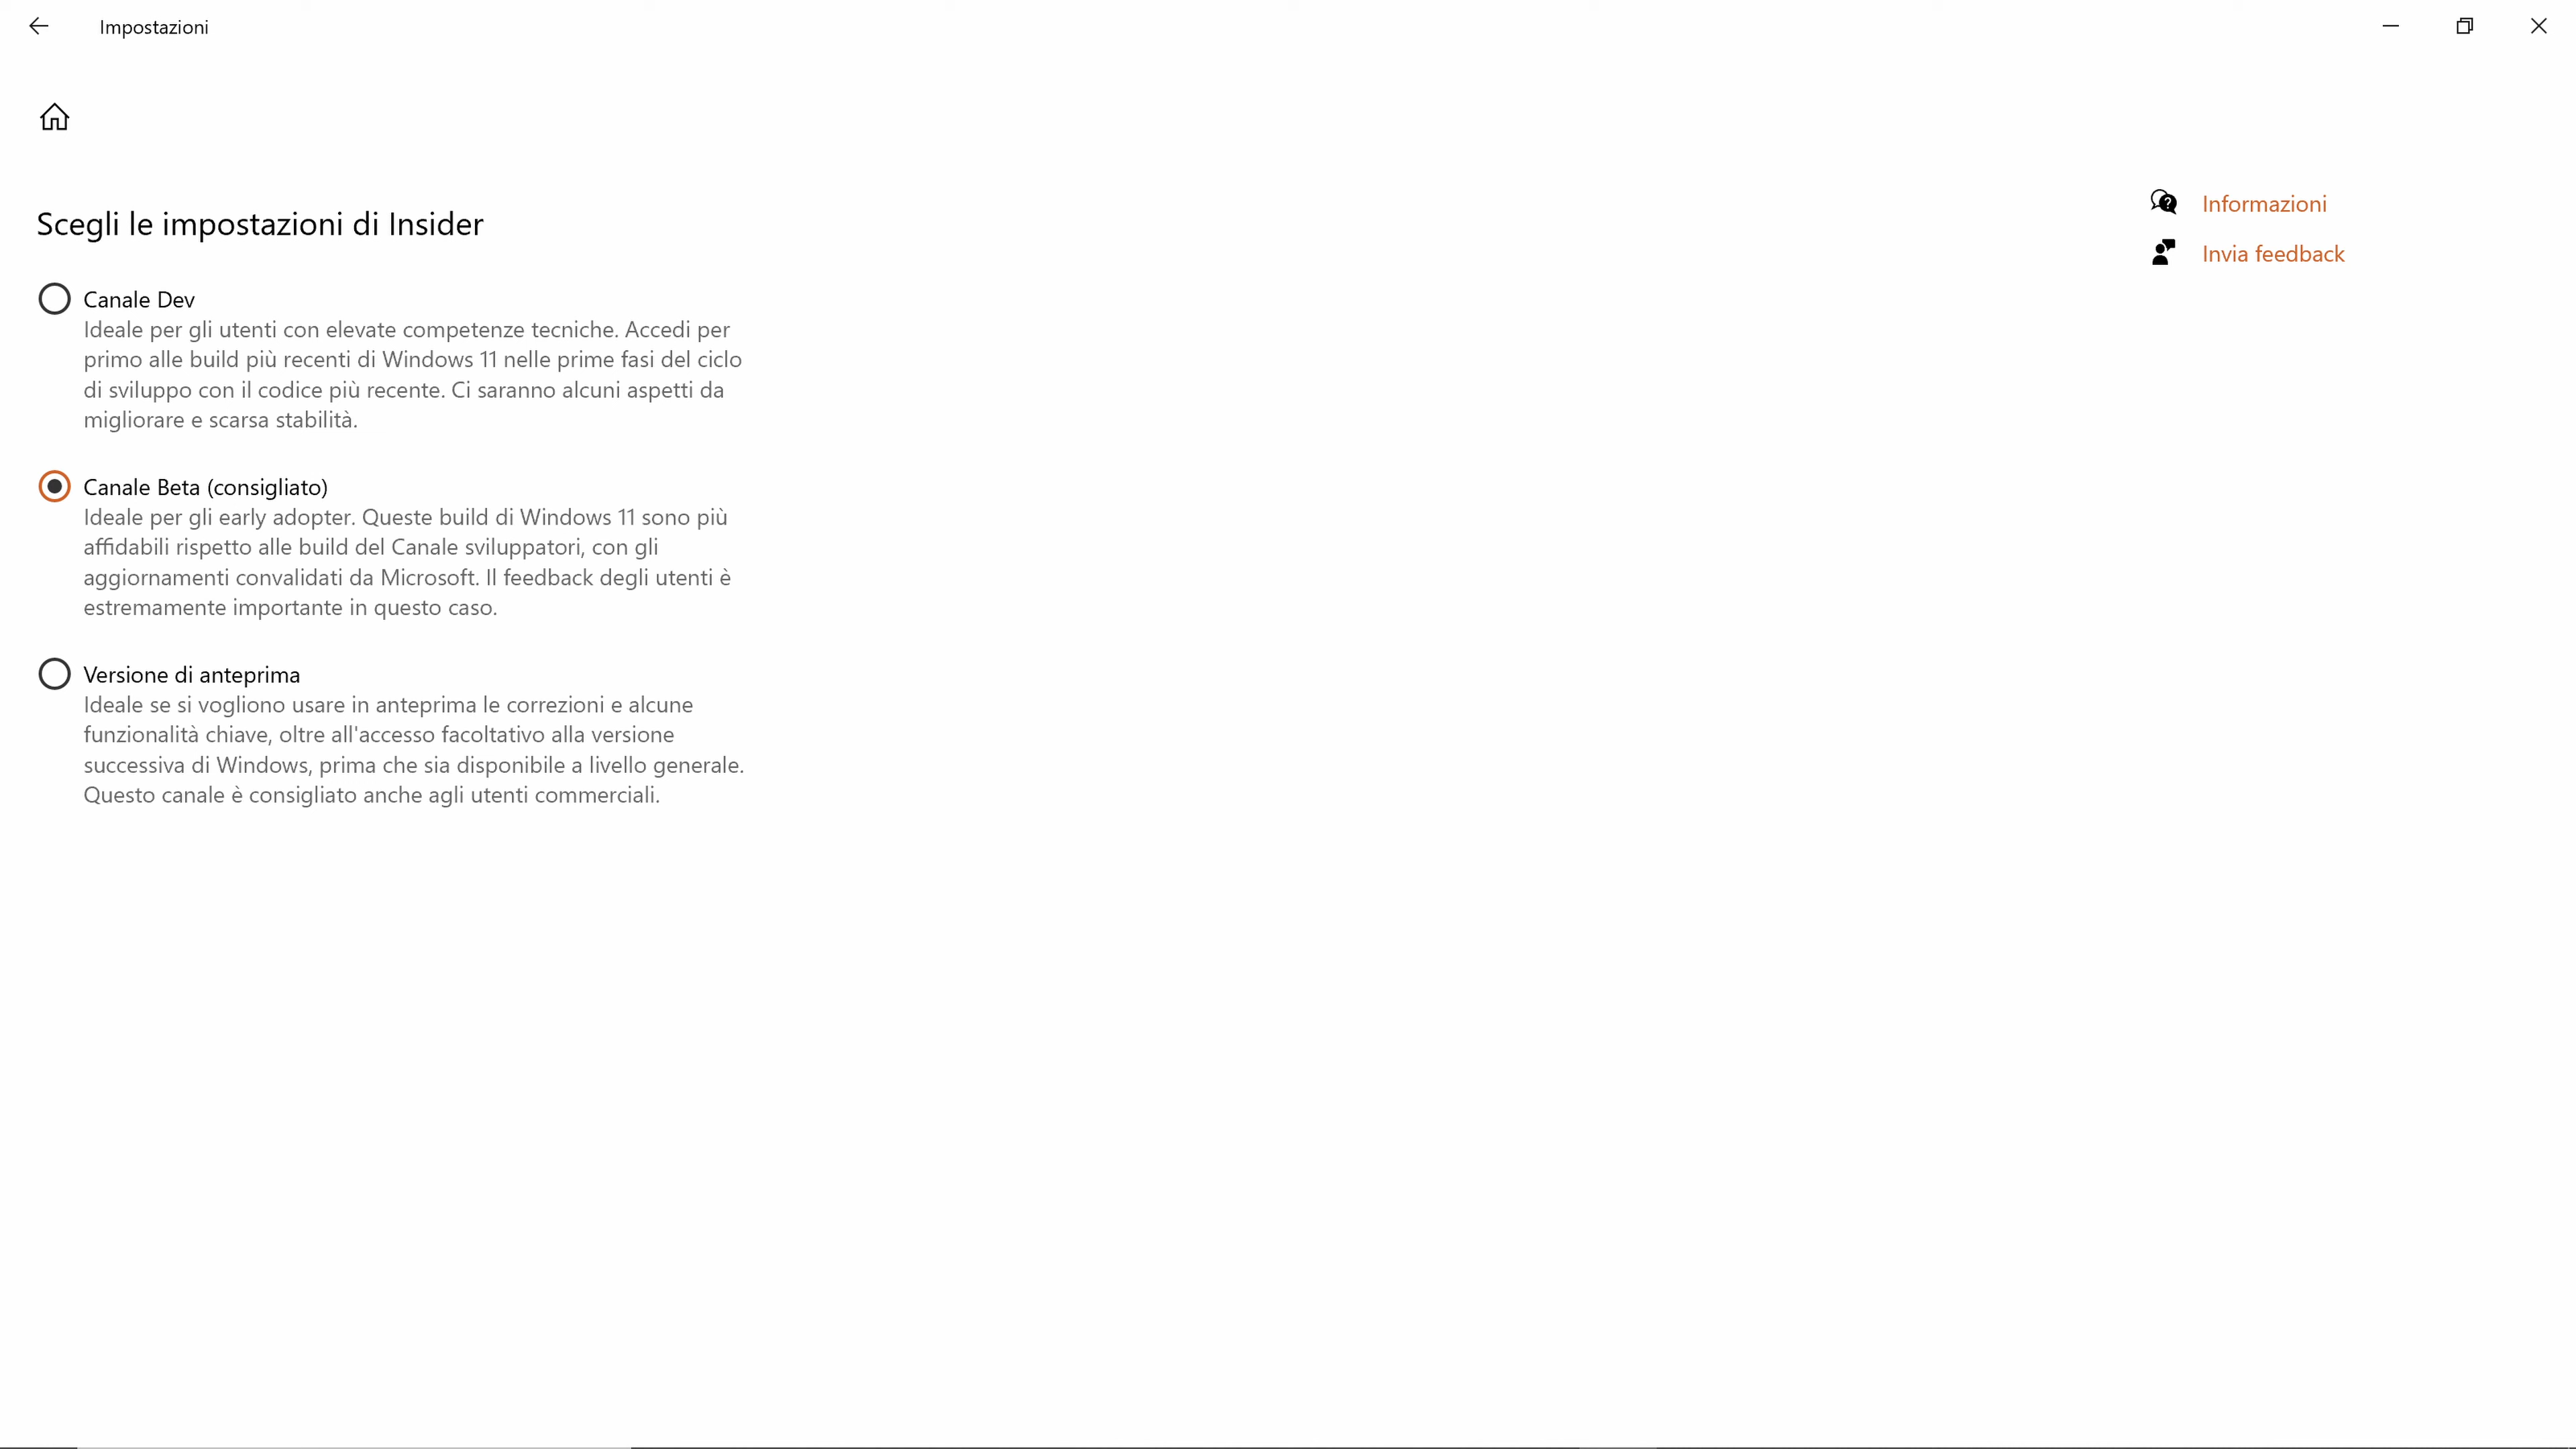 Impostazioni
Scegli le impostazioni di Insider
Canale Dev
Ideale per gli utenti con elevate competenze tecniche. Accedi per
primo alle build più recenti di Windows 11 nelle prime fasi del ciclo
di sviluppo con il codice più recente. Ci saranno alcuni aspetti da
migliorare e scarsa stabilità.
Canale Beta (consigliato)
Ideale per gli early adopter. Queste build di Windows 11 sono più
affidabili rispetto alle build del Canale sviluppatori, con gli
aggiornamenti convalidati da Microsoft. Il feedback degli utenti è
estremamente importante in questo caso.
Versione di anteprima
Ideale se si vogliono usare in anteprima le correzioni e alcune
funzionalità chiave, oltre all'accesso facoltativo alla versione
successiva di Windows, prima che sia disponibile a livello generale.
Questo canale è consigliato anche agli utenti commerciali.
Informazioni
Invia feedback